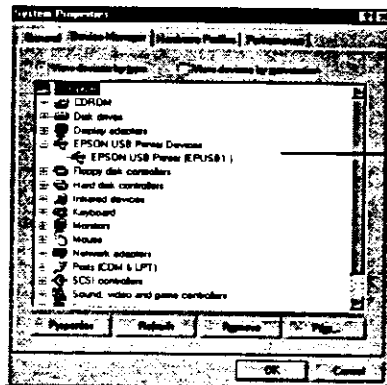 System Properties
General Device Manager Hardware Profiles Performance
View devices by type View devices by connection
Computer
CDROM
Disk drives
Display adapters
EPSON USB Printer Devices
EPSON USB Printer (EPUSB1)
Floppy disk controllers
Hard disk controllers
Infrared devices
Keyboard
Monitors
Mouse
Network adapters
Ports (COM & LPT)
SCSI controllers
Sound, video and game controllers
Properties Refresh Remove Print...
OK Cancel